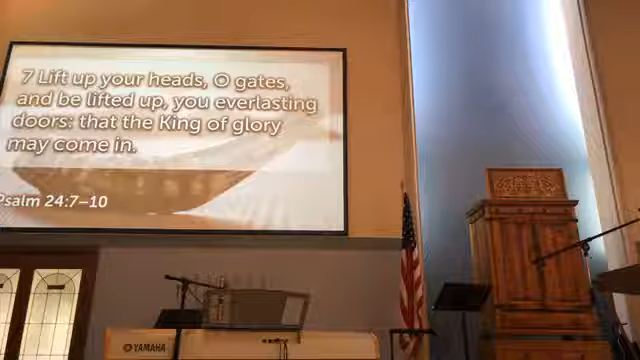 7 Lift up your heads, O gates,
and be lifted up, you everlasting
doors: that the King of glory
may come in.
Psalm 24:7–10
YAMAHA